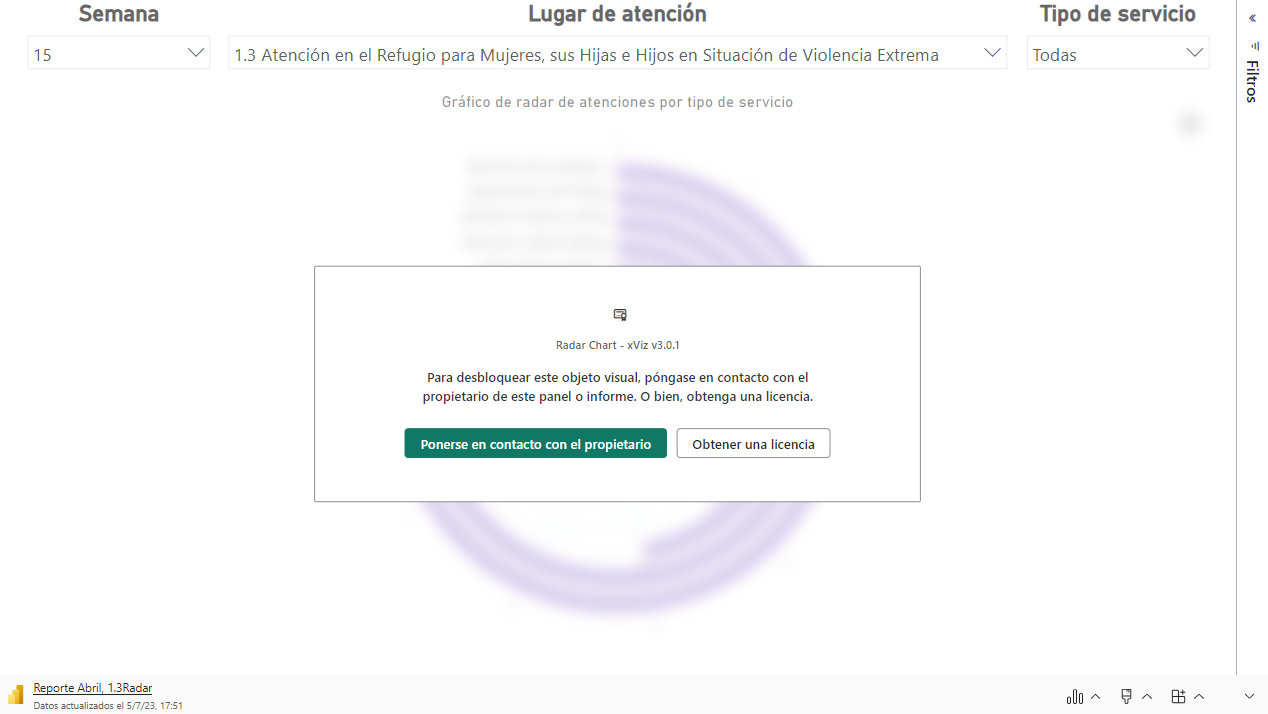 Semana
Lugar de atención
Tipo de servicio
15
1.3 Atención en el Refugio para Mujeres, sus Hijas e Hijos en Situación de Violencia Extrema
Todas
Filtros
Gráfico de radar de atenciones por tipo de servicio
Radar Chart - xViz v3.0.1
Para desbloquear este objeto visual, póngase en contacto con el
propietario de este panel o informe. O bien, obtenga una licencia.
Ponerse en contacto con el propietario
Obtener una licencia
Reporte Abril, 1.3Radar
Datos actualizados el 5/7/23, 17:51